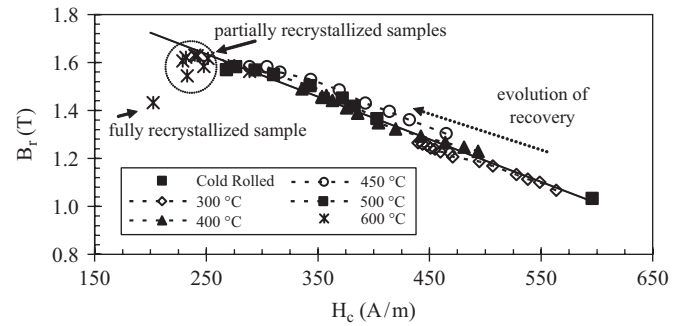 partially recrystallized samples
fully recrystallized sample
evolution of
recovery
B_r (T)
1.8
1.6
1.4
1.2
1.0
0.8
Cold Rolled
450 °C
300 °C
500 °C
400 °C
600 °C
150
250
350
450
550
650
H_c (A/m)